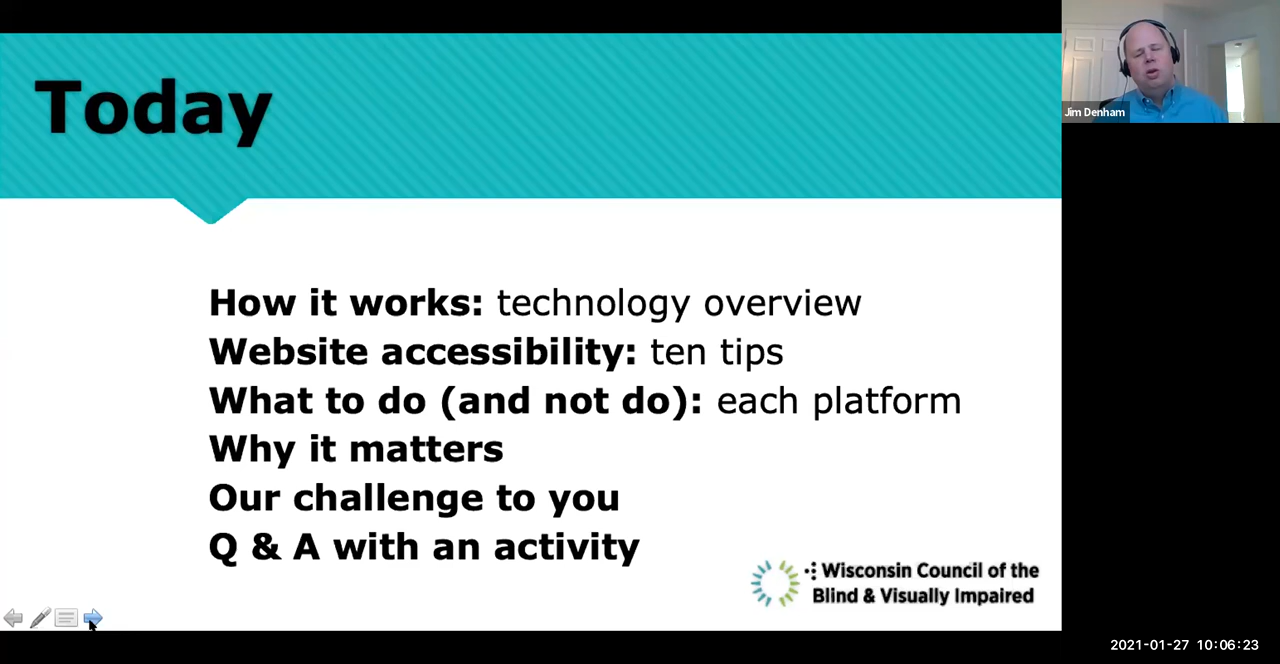 Today
How it works: technology overview
Website accessibility: ten tips
What to do (and not do): each platform
Why it matters
Our challenge to you
Q & A with an activity
Wisconsin Council of the
Blind & Visually Impaired
Jim Denham
2021-01-27 10:06:23